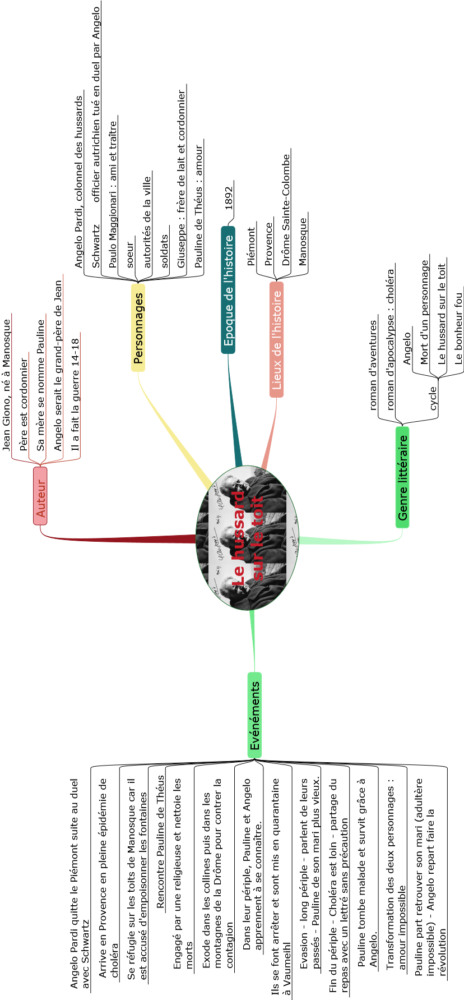 Le hussard
sur le toit
Auteur
Jean Giono, né à Manosque
Père est cordonnier
Sa mère se nomme Pauline
Angelo serait le grand-père de Jean
Il a fait la guerre 14-18
Personnages
Angelo Pardi, colonnel des hussards
Schwartz officier autrichien tué en duel par Angelo
Paulo Maggionari : ami et traître
soeur
autorités de la ville
soldats
Giuseppe : frère de lait et cordonnier
Pauline de Théus : amour
Epoque de l'histoire
1892
Lieux de l'histoire
Piémont
Provence
Drôme Sainte-Colombe
Manosque
Genre littéraire
roman d'aventures
roman d'apocalypse : choléra
cycle
Angelo
Mort d'un personnage
Le hussard sur le toit
Le bonheur fou
Evénéments
Angelo Pardi quitte le Piémont suite au duel
avec Schwartz
Arrive en Provence en pleine épidémie de
choléra
Se réfugie sur les toits de Manosque car il
est accusé d'empoisonner les fontaines
Rencontre Pauline de Théus
Engagé par une religieuse et nettoie les
morts
Exode dans les collines puis dans les
montagnes de la Drôme pour contrer la
contagion
Dans leur périple, Pauline et Angelo
apprennent à se connaître.
Ils se font arrêter et sont mis en quarantaine
à Vaumeihl
Evasion - long périple - parlent de leurs
passés - Pauline de son mari plus vieux.
Fin du périple - Choléra est loin - partage du
repas avec un lettré sans précaution
Pauline tombe malade et survit grâce à
Angelo.
Transformation des deux personnages :
amour impossible
Pauline part retrouver son mari (adultère
impossible) - Angelo repart faire la
révolution